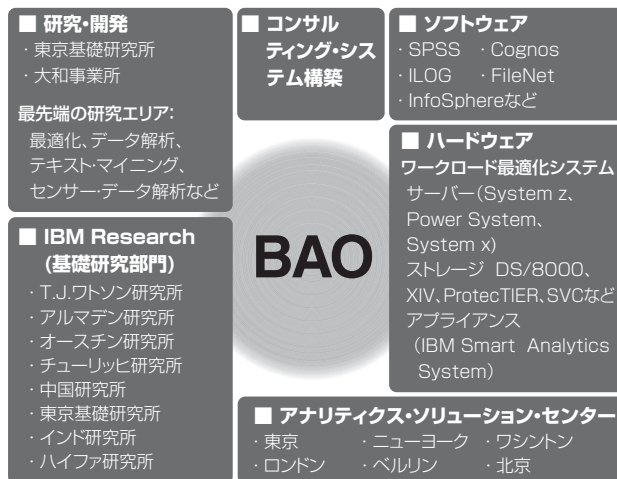 ■ 研究・開発
・東京基礎研究所
・大和事業所
最先端の研究エリア:
最適化、データ解析、
テキスト・マイニング、
センサー・データ解析など
■ IBM Research
(基礎研究部門)
・T.J.ワトソン研究所
・アルマデン研究所
・オースチン研究所
・チューリッヒ研究所
・中国研究所
・東京基礎研究所
・インド研究所
・ハイファ研究所
■ コンサル
ティング・シス
テム構築
BAO
■ ソフトウェア
・SPSS ・Cognos
・ILOG ・FileNet
・InfoSphereなど
■ ハードウェア
ワークロード最適化システム
サーバー(System z、
Power System、
System x)
ストレージ DS/8000、
XIV、ProtecTIER、SVCなど
アプライアンス
(IBM Smart Analytics
System)
■ アナリティクス・ソリューション・センター
・東京 ・ニューヨーク ・ワシントン
・ロンドン ・ベルリン ・北京